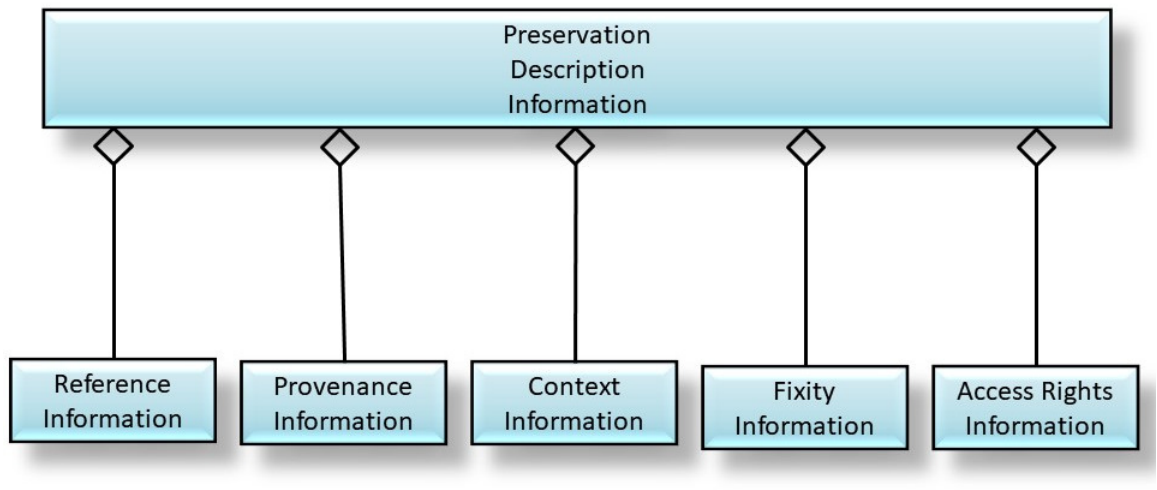 Preservation
Description
Information
Reference
Information
Provenance
Information
Context
Information
Fixity
Information
Access Rights
Information